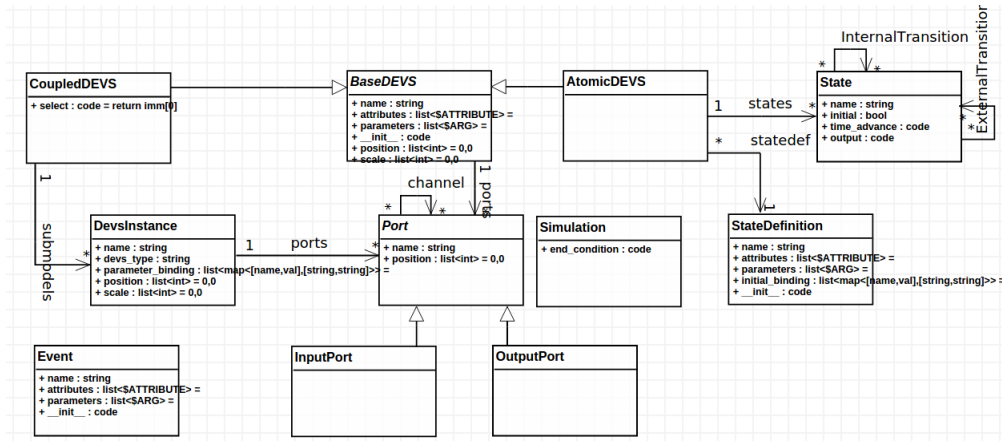 InternalTransition
*
*
ExternalTransition
*
*
CoupledDEVS
+ select : code = return imm[0]
BaseDEVS
+ name : string
+ attributes : list<$ATTRIBUTE> =
+ parameters : list<$ARG> =
+ __init__ : code
+ position : list<int> = 0,0
+ scale : list<int> = 0,0
AtomicDEVS
1
states
*
*
statedef
1
State
+ name : string
+ initial : bool
+ time_advance : code
+ output : code
1
submodels
*
1
ports
channel
*
*
DevsInstance
+ name : string
+ devs_type : string
+ parameter_binding : list<map<[name,val],[string,string]>> =
+ position : list<int> = 0,0
+ scale : list<int> = 0,0
1
ports
*
Port
+ name : string
+ position : list<int> = 0,0
Simulation
+ end_condition : code
StateDefinition
+ name : string
+ attributes : list<$ATTRIBUTE> =
+ parameters : list<$ARG> =
+ initial_binding : list<map<[name,val],[string,string]>> =
+ __init__ : code
Event
+ name : string
+ attributes : list<$ATTRIBUTE> =
+ parameters : list<$ARG> =
+ __init__ : code
InputPort
OutputPort